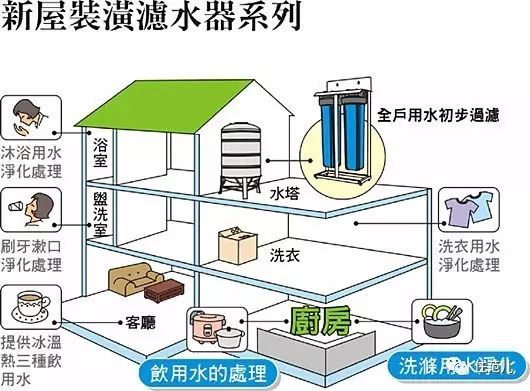 新屋裝潢濾水器系列
全戶用水初步過濾
浴室
沐浴用水
淨化處理
水塔
盥洗室
刷牙漱口
淨化處理
洗衣
洗衣用水
淨化處理
客廳
廚房
提供冰溫
熱三種飲
用水
飲用水的處理
洗滌用水淨化